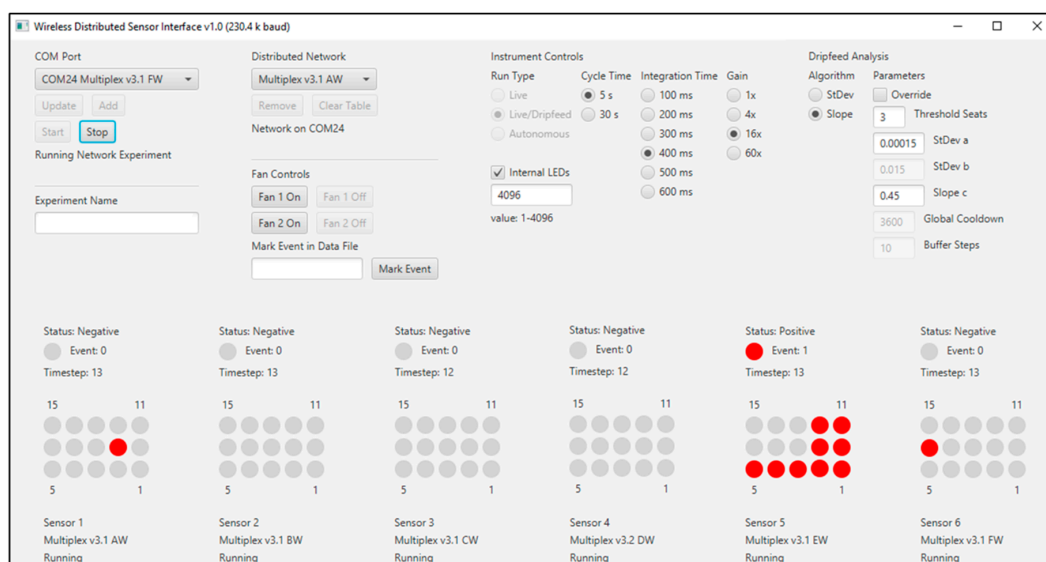 Wireless Distributed Sensor Interface v1.0 (230.4 k baud)
COM Port
COM24 Multiplex v3.1 FW
Update Add
Start Stop
Running Network Experiment
Experiment Name
Distributed Network
Multiplex v3.1 AW
Remove Clear Table
Network on COM24
Fan Controls
Fan 1 On Fan 1 Off
Fan 2 On Fan 2 Off
Mark Event in Data File
Mark Event
Instrument Controls
Run Type Cycle Time Integration Time Gain
Live 5 s 100 ms 1x
Live/Dripfeed 30 s 200 ms 4x
Autonomous 300 ms 16x
400 ms 60x
Internal LEDs 500 ms
4096 600 ms
value: 1-4096
Dripfeed Analysis
Algorithm Parameters
StDev Override
Slope 3 Threshold Seats
0.00015 StDev a
0.015 StDev b
0.45 Slope c
3600 Global Cooldown
10 Buffer Steps
Status: Negative Status: Negative Status: Negative Status: Negative Status: Positive Status: Negative
Event: 0 Event: 0 Event: 0 Event: 0 Event: 1 Event: 0
Timestep: 13 Timestep: 13 Timestep: 12 Timestep: 12 Timestep: 13 Timestep: 13
15 11 15 11 15 11 15 11 15 11 15 11
5 1 5 1 5 1 5 1 5 1 5 1
Sensor 1 Sensor 2 Sensor 3 Sensor 4 Sensor 5 Sensor 6
Multiplex v3.1 AW Multiplex v3.1 BW Multiplex v3.1 CW Multiplex v3.2 DW Multiplex v3.1 EW Multiplex v3.1 FW
Running Running Running Running Running Running